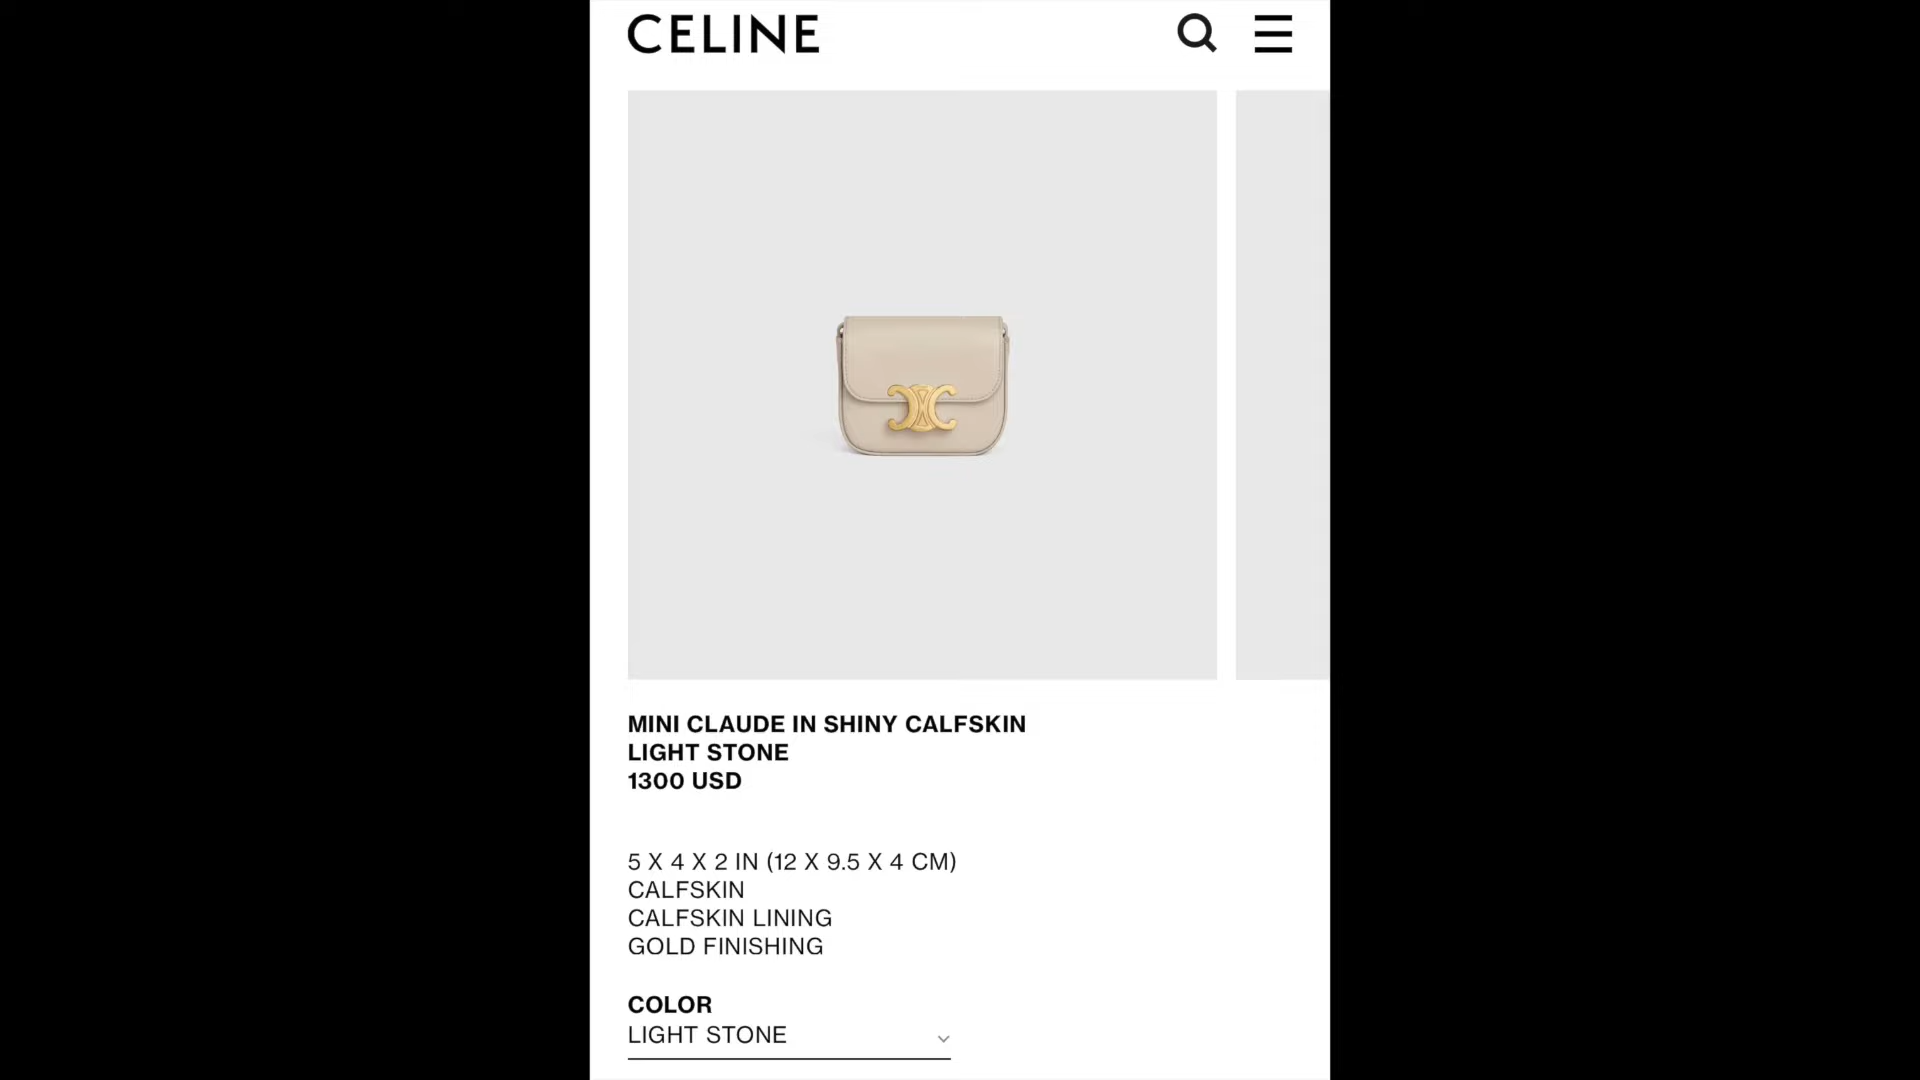 CELINE
MINI CLAUDE IN SHINY CALFSKIN
LIGHT STONE
1300 USD
5 X 4 X 2 IN (12 X 9.5 X 4 CM)
CALFSKIN
CALFSKIN LINING
GOLD FINISHING
COLOR
LIGHT STONE